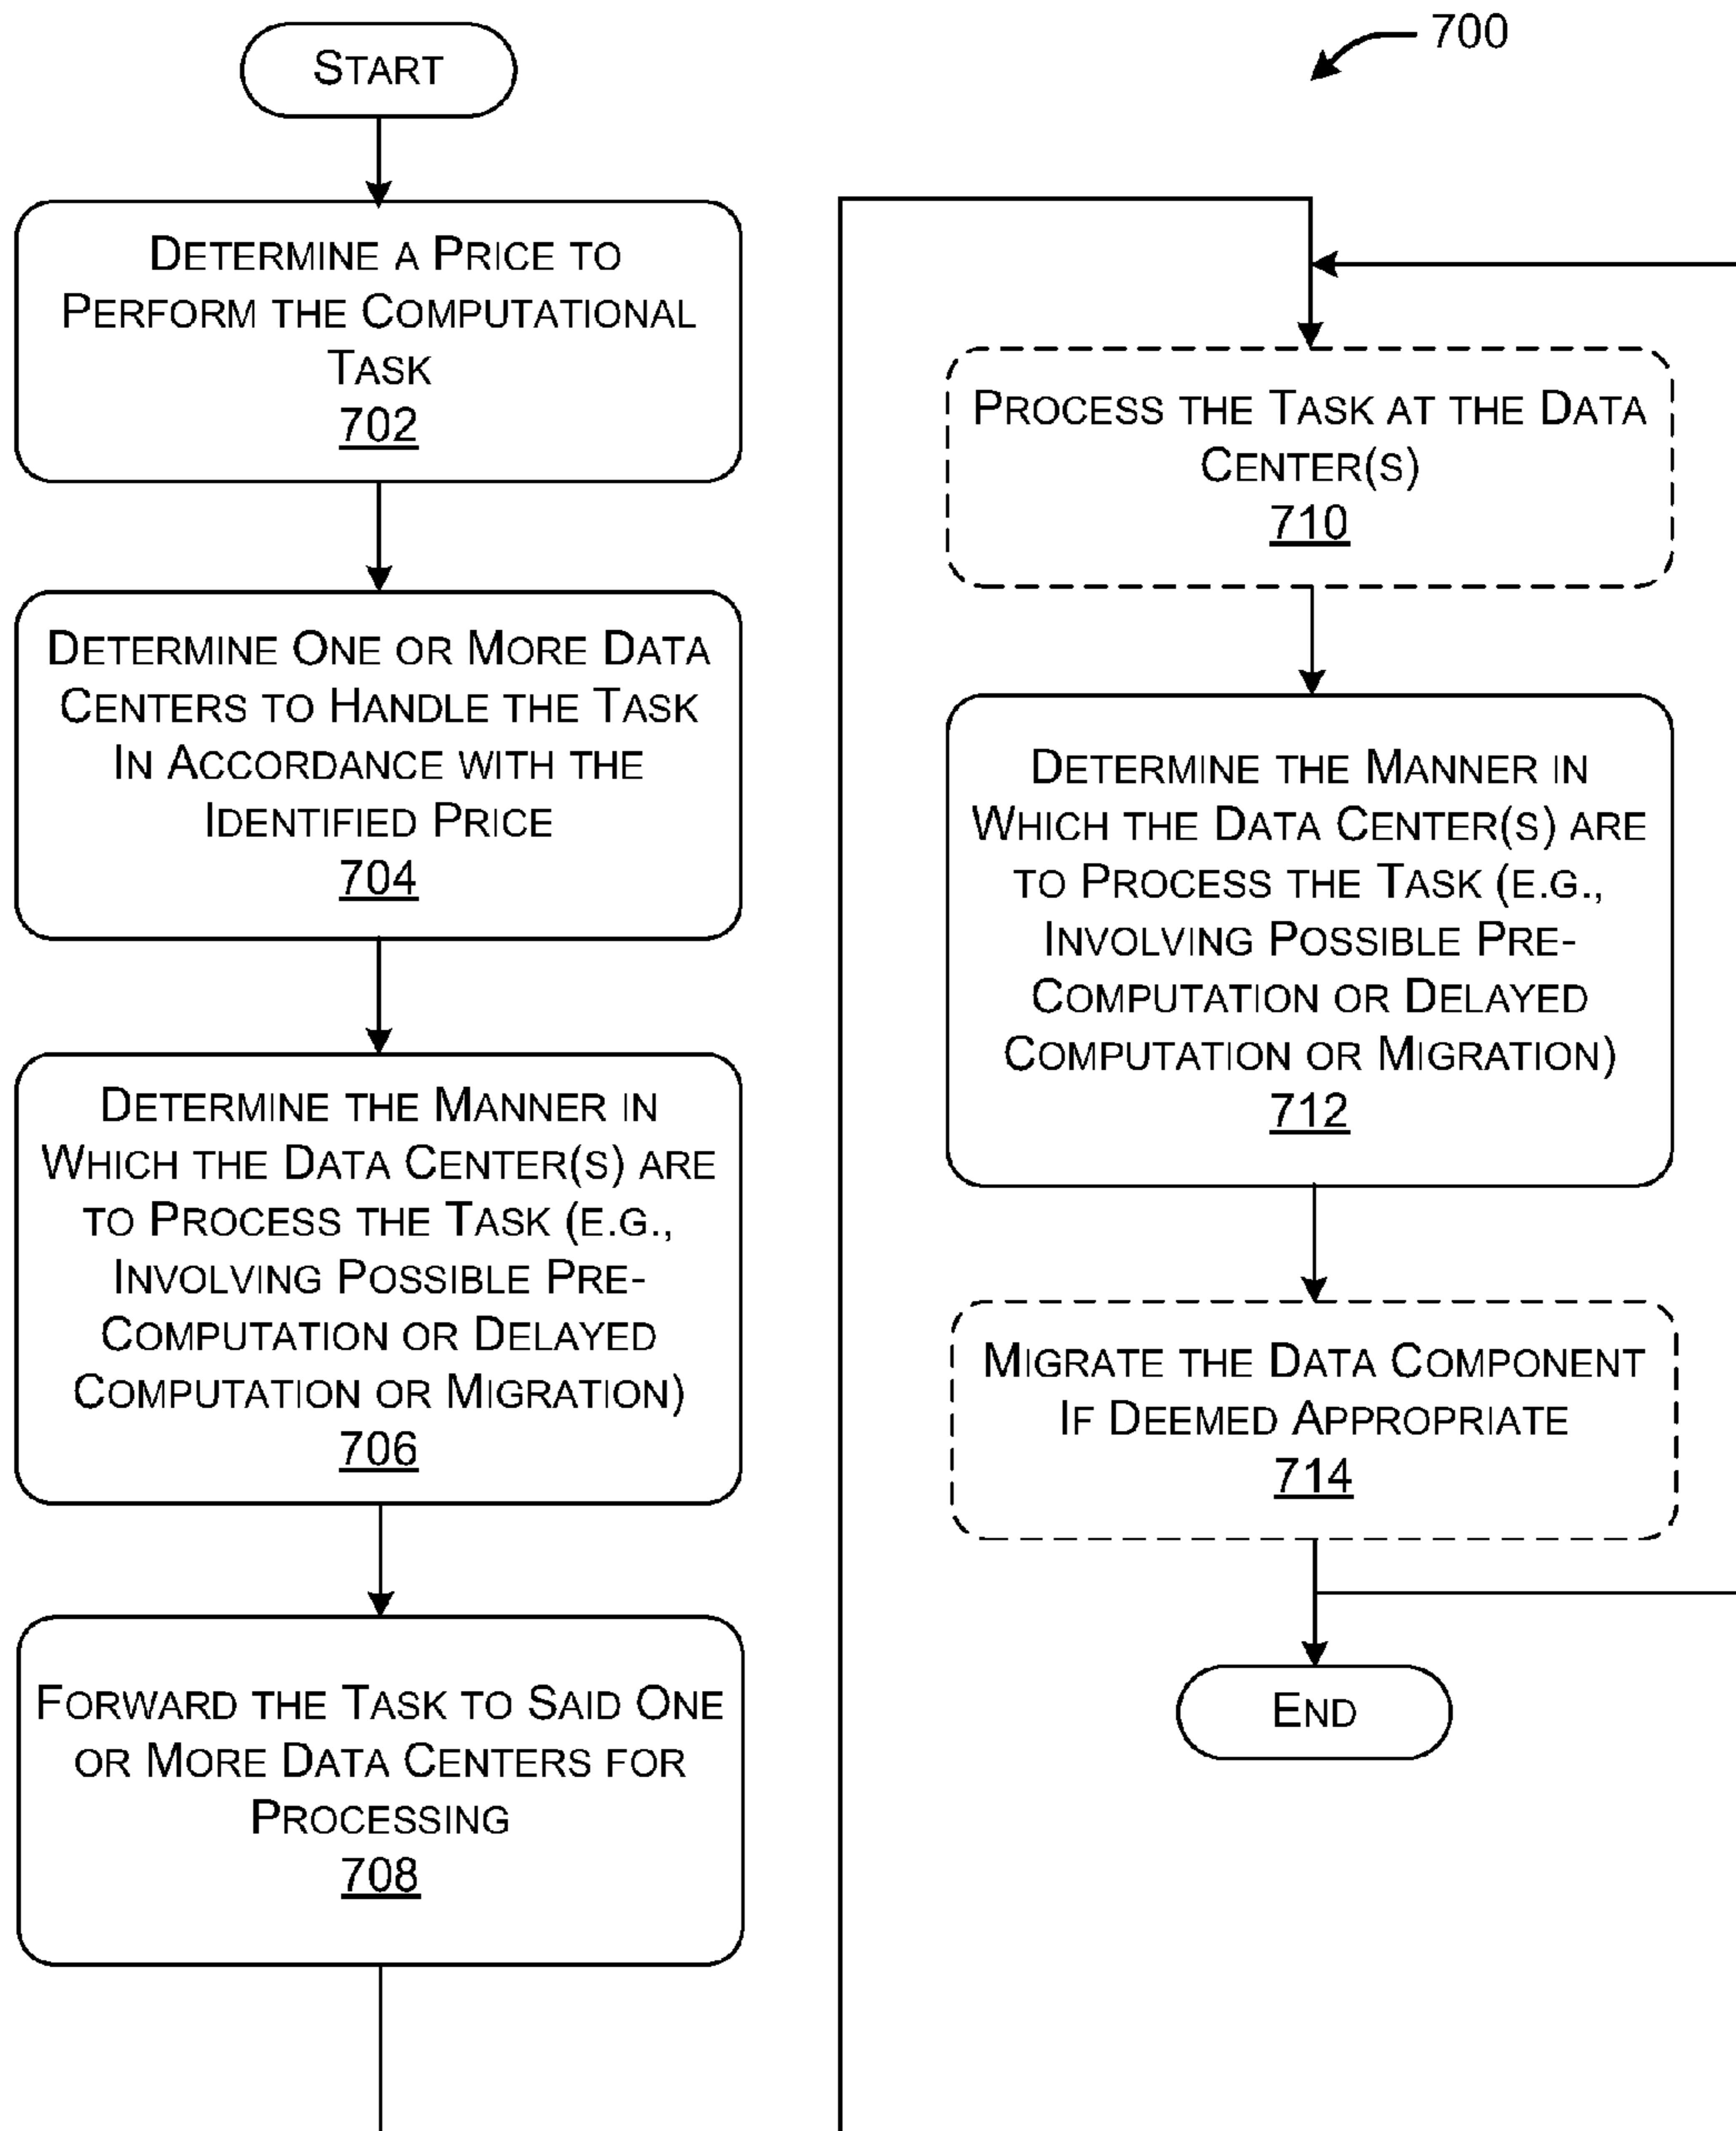 START
DETERMINE A PRICE TO
PERFORM THE COMPUTATIONAL
TASK
702
DETERMINE ONE OR MORE DATA
CENTERS TO HANDLE THE TASK
IN ACCORDANCE WITH THE
IDENTIFIED PRICE
704
DETERMINE THE MANNER IN
WHICH THE DATA CENTER(S) ARE
TO PROCESS THE TASK (E.G.,
INVOLVING POSSIBLE PRE-
COMPUTATION OR DELAYED
COMPUTATION OR MIGRATION)
706
FORWARD THE TASK TO SAID ONE
OR MORE DATA CENTERS FOR
PROCESSING
708
700
PROCESS THE TASK AT THE DATA
CENTER(S)
710
DETERMINE THE MANNER IN
WHICH THE DATA CENTER(S) ARE
TO PROCESS THE TASK (E.G.,
INVOLVING POSSIBLE PRE-
COMPUTATION OR DELAYED
COMPUTATION OR MIGRATION)
712
MIGRATE THE DATA COMPONENT
IF DEEMED APPROPRIATE
714
END